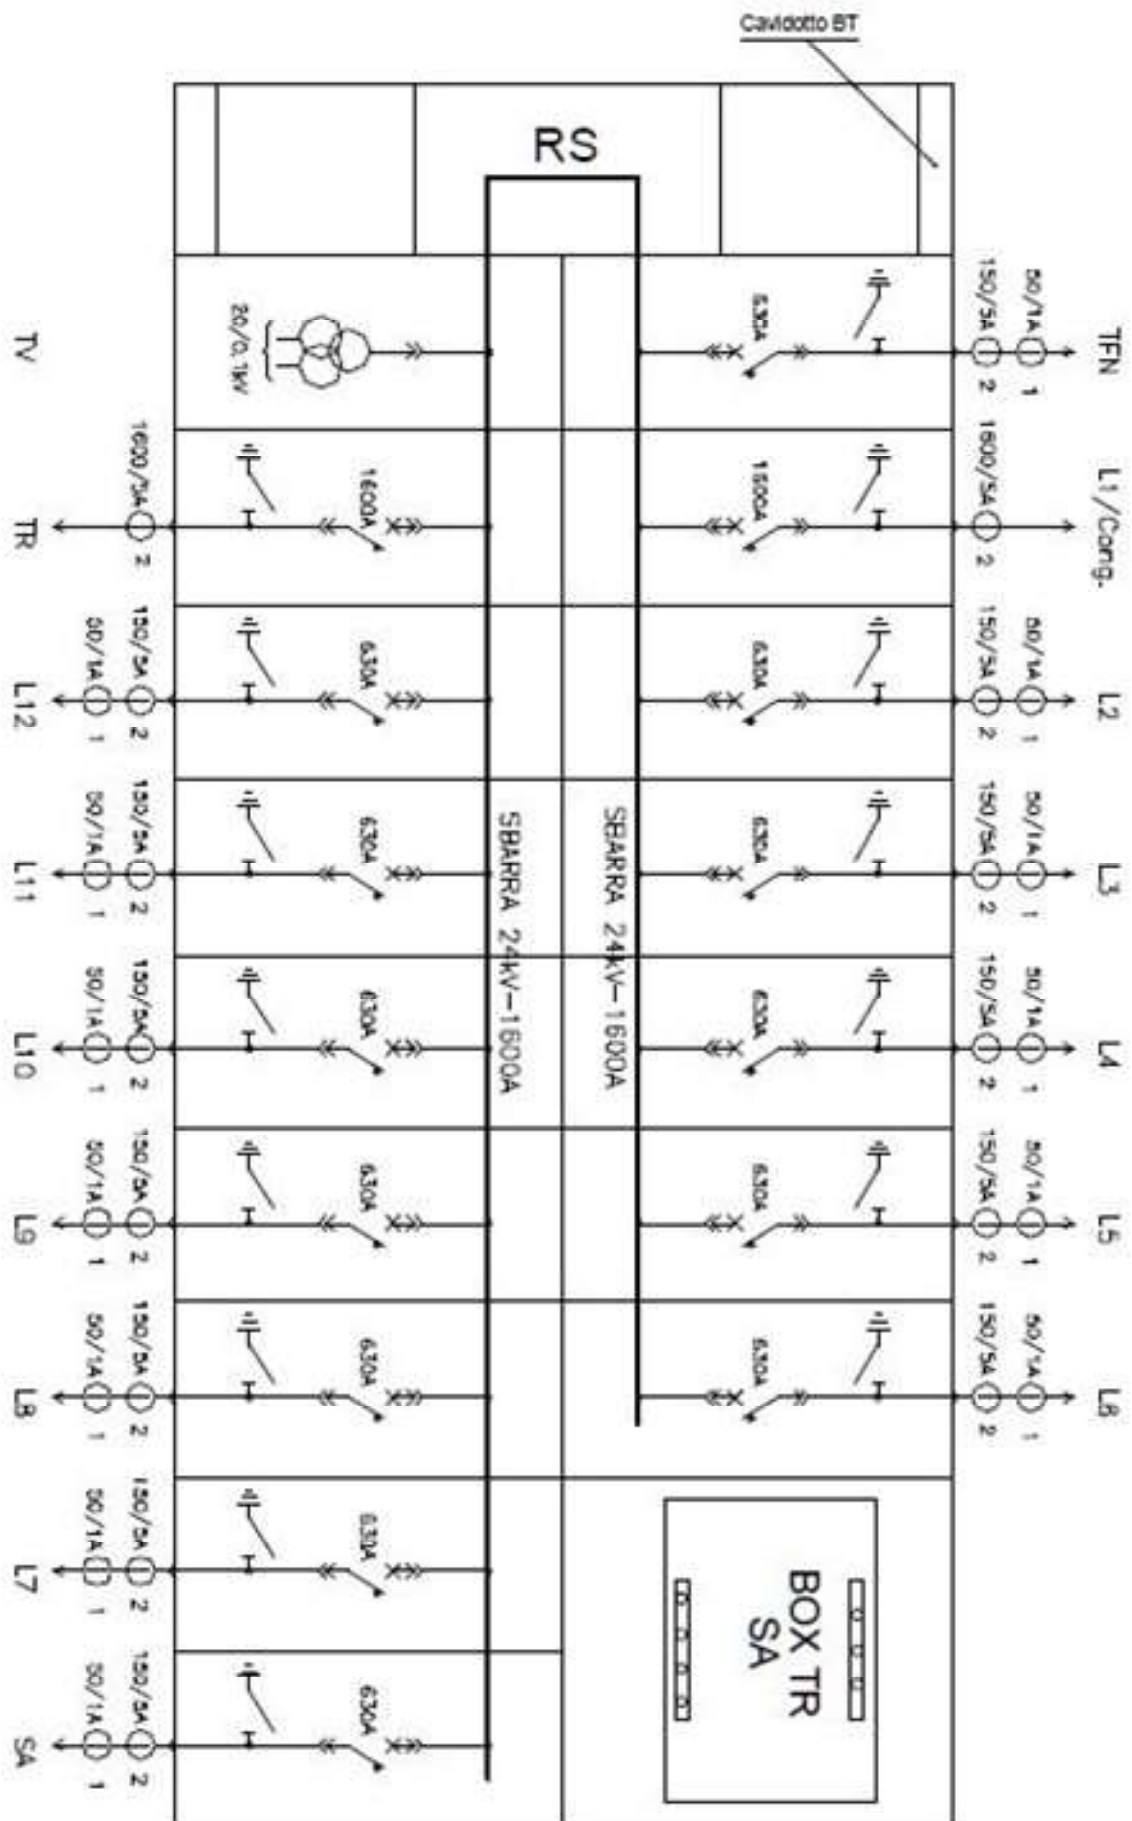 Cavidotto BT
RS
TFN
50/1A
1
150/5A
2
630A
L1/Cong.
1600/5A
2
1600A
L2
50/1A
1
150/5A
2
630A
L3
50/1A
1
150/5A
2
630A
L4
50/1A
1
150/5A
2
630A
L5
50/1A
1
150/5A
2
630A
L6
50/1A
1
150/5A
2
630A
SBARRA 24kV-1600A
SBARRA 24kV-1600A
BOX TR
SA
20/0.1kV
TV
1600A
1600/5A
2
TR
630A
150/5A
2
50/1A
1
L12
630A
150/5A
2
50/1A
1
L11
630A
150/5A
2
50/1A
1
L10
630A
150/5A
2
50/1A
1
L9
630A
150/5A
2
50/1A
1
L8
630A
150/5A
2
50/1A
1
L7
630A
150/5A
2
50/1A
1
SA